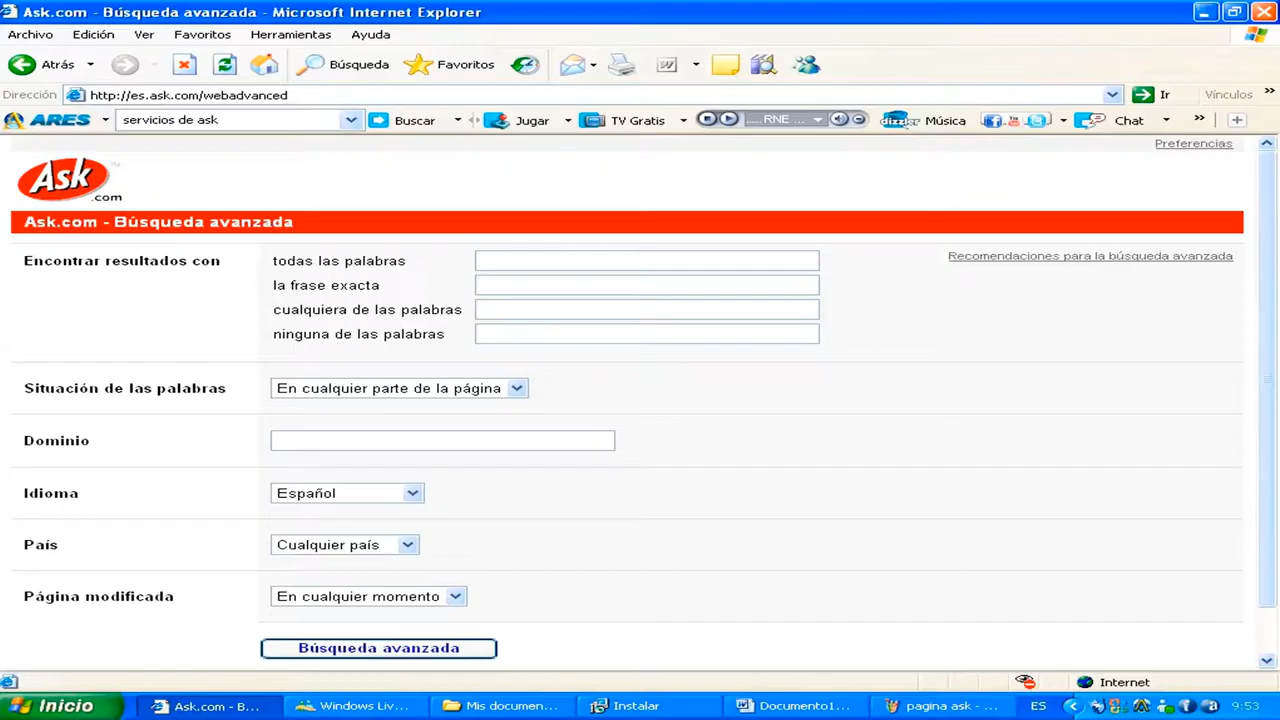 Ask.com - Búsqueda avanzada - Microsoft Internet Explorer
Archivo Edición Ver Favoritos Herramientas Ayuda
Atrás Búsqueda Favoritos
Dirección http://es.ask.com/webadvanced Ir Vínculos »
ARES servicios de ask Buscar Jugar TV Gratis RNE ... dizzler Música Chat »
Preferencias
Ask.com
Ask.com - Búsqueda avanzada
Encontrar resultados con todas las palabras Recomendaciones para la búsqueda avanzada
la frase exacta
cualquiera de las palabras
ninguna de las palabras
Situación de las palabras En cualquier parte de la página
Dominio
Idioma Español
País Cualquier país
Página modificada En cualquier momento
Búsqueda avanzada
Internet
Inicio Ask.com - B... Windows Liv... Mis documen... Instalar Documento1... pagina ask - ... ES 9:53